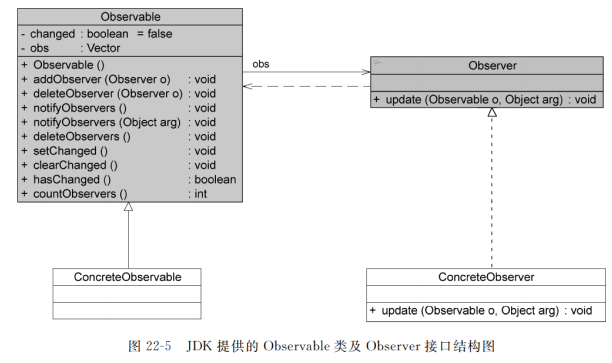 Observable
- changed : boolean = false
- obs : Vector
+ Observable ()
+ addObserver (Observer o) : void
+ deleteObserver (Observer o) : void
+ notifyObservers () : void
+ notifyObservers (Object arg) : void
+ deleteObservers () : void
+ setChanged () : void
+ clearChanged () : void
+ hasChanged () : boolean
+ countObservers () : int
obs
Observer
+ update (Observable o, Object arg) : void
ConcreteObservable
ConcreteObserver
+ update (Observable o, Object arg) : void
图 22-5 JDK 提供的 Observable 类及 Observer 接口结构图